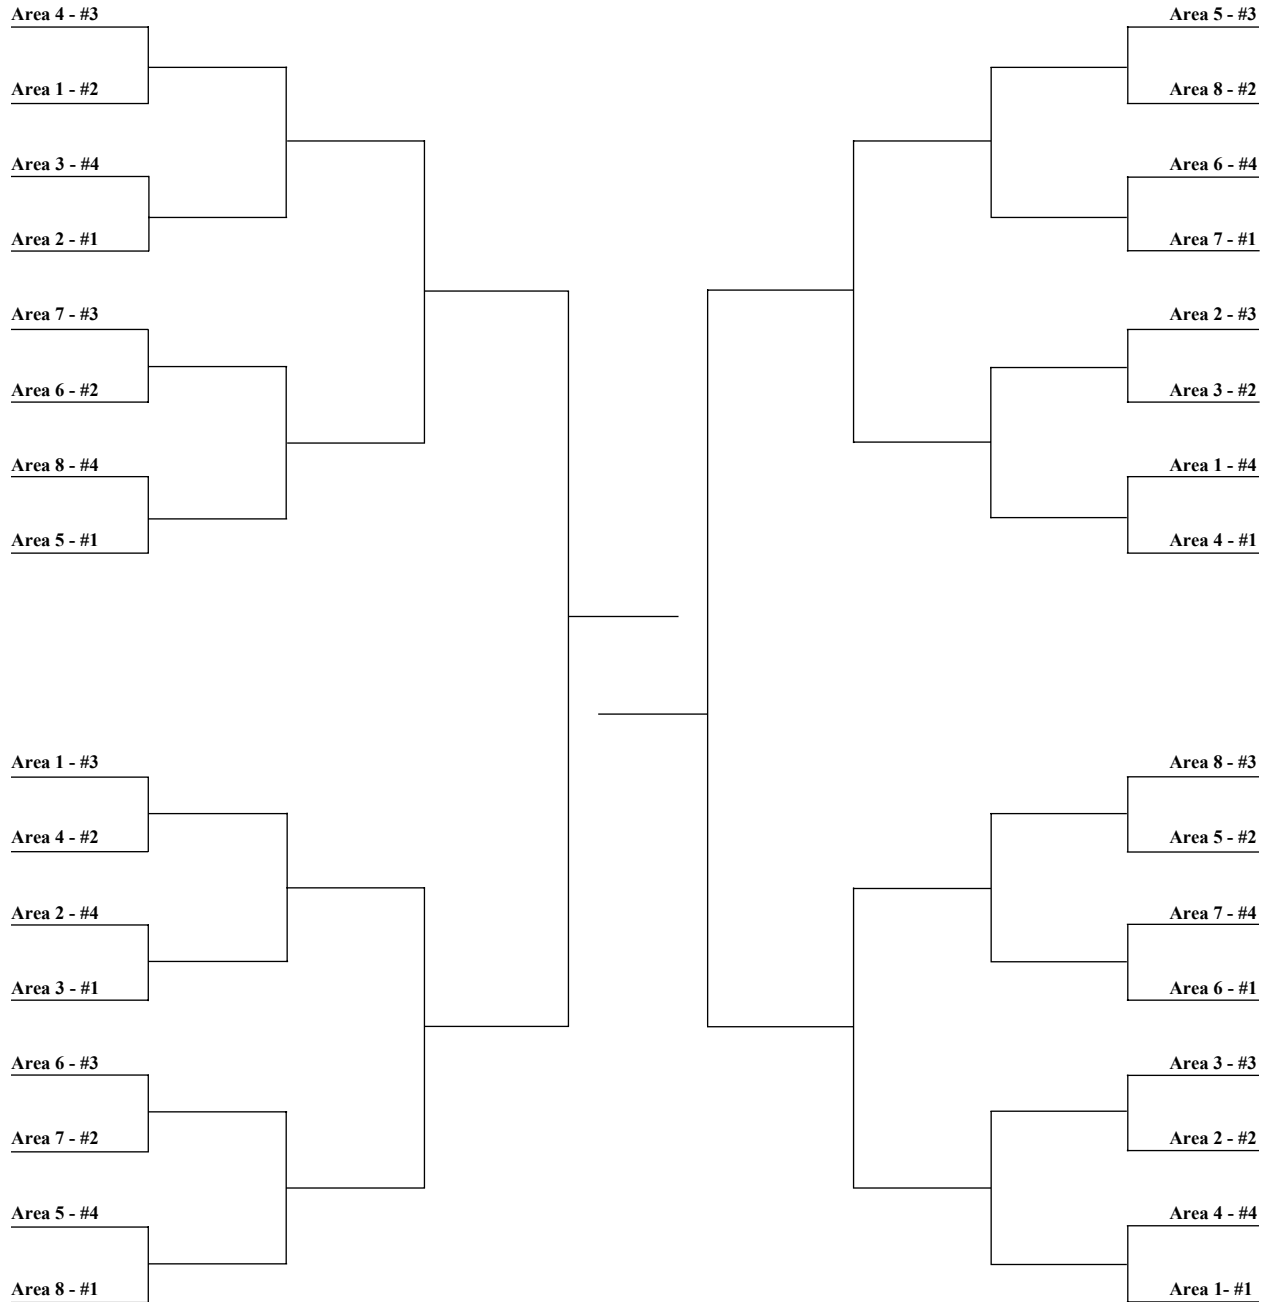 Area 4 - #3
Area 1 - #2
Area 3 - #4
Area 2 - #1
Area 7 - #3
Area 6 - #2
Area 8 - #4
Area 5 - #1
Area 1 - #3
Area 4 - #2
Area 2 - #4
Area 3 - #1
Area 6 - #3
Area 7 - #2
Area 5 - #4
Area 8 - #1
Area 5 - #3
Area 8 - #2
Area 6 - #4
Area 7 - #1
Area 2 - #3
Area 3 - #2
Area 1 - #4
Area 4 - #1
Area 8 - #3
Area 5 - #2
Area 7 - #4
Area 6 - #1
Area 3 - #3
Area 2 - #2
Area 4 - #4
Area 1- #1